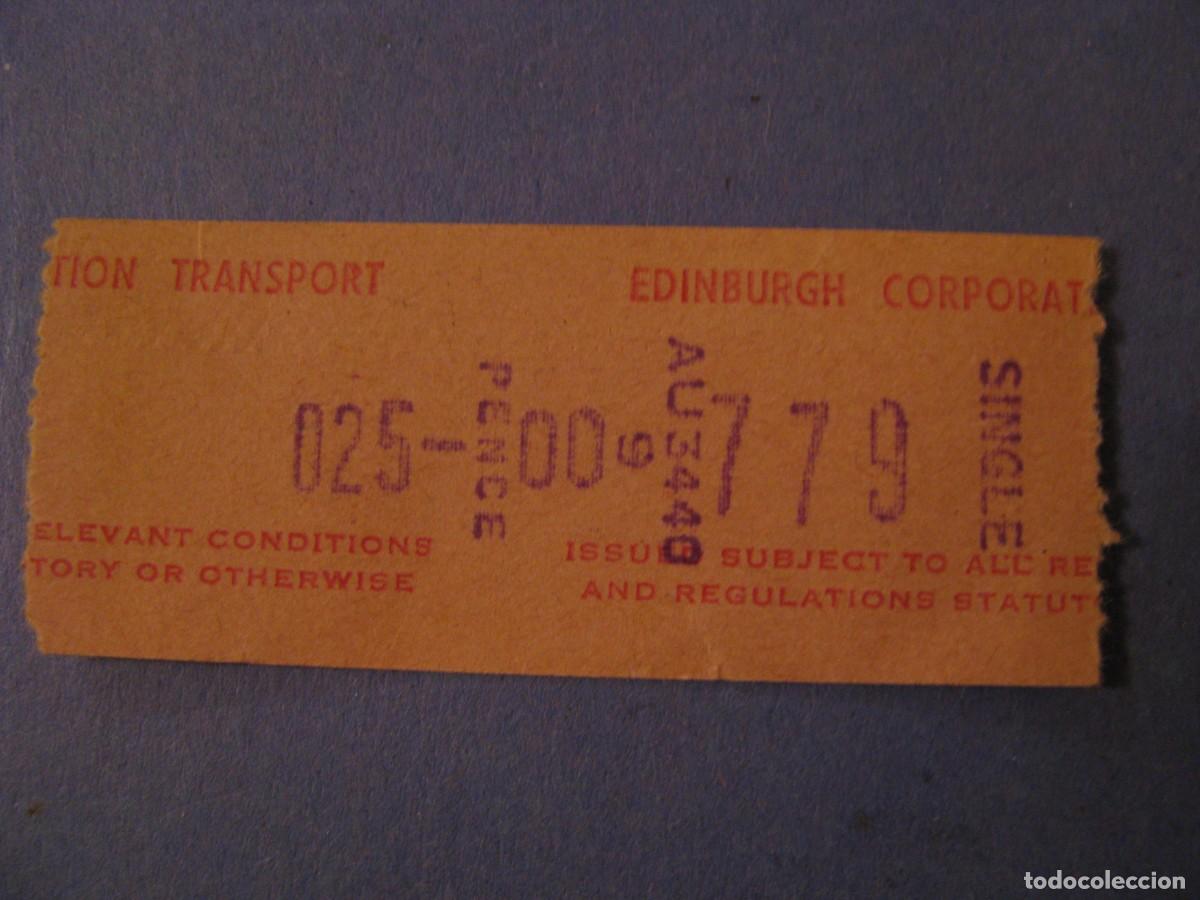 TION TRANSPORT EDINBURGH CORPORAT
025- PENCE 00 9 AU3440 779 SINGLE
ELEVANT CONDITIONS ISSUED SUBJECT TO ALL RE
TORY OR OTHERWISE AND REGULATIONS STATUT
todocoleccion